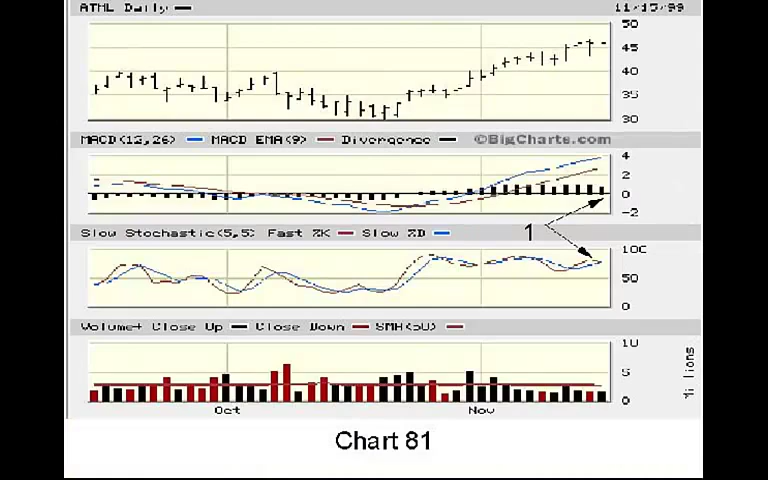 ATML Daily 11/15/99
50
45
40
35
30
MACD(12,26) MACD EMA(9) Divergence ©BigCharts.com
4
2
0
-2
1
Slow Stochastic(5,5) Fast %K Slow %D
100
50
0
Volume+ Close Up Close Down SMA(50)
10
5
0
Millions
Oct Nov
Chart 81